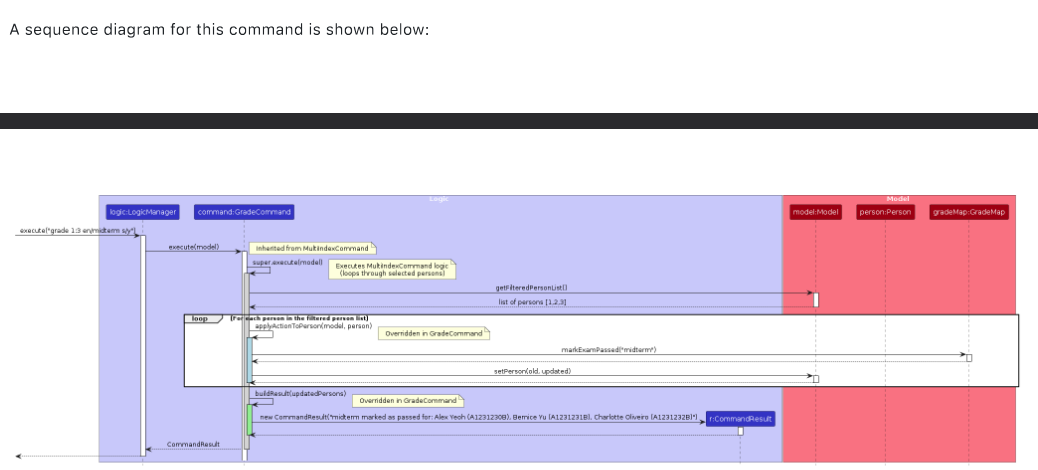 A sequence diagram for this command is shown below:
Logic
Model
logic:LogicManager
command:GradeCommand
model:Model
person:Person
gradeMap:GradeMap
execute("grade 1:3 en/midterm s/y")
execute(model)
Inherited from MultiIndexCommand
super.execute(model)
Executes MultiIndexCommand logic
(loops through selected persons)
getFilteredPersonList()
list of persons [1,2,3]
loop
[For each person in the filtered person list]
applyActionToPerson(model, person)
Overridden in GradeCommand
markExamPassed("midterm")
setPerson(old, updated)
buildResult(updatedPersons)
Overridden in GradeCommand
new CommandResult("midterm marked as passed for: Alex Yeoh (A1231230B), Bernice Yu (A1231231B), Charlotte Oliveiro (A1231232B)")
r:CommandResult
CommandResult